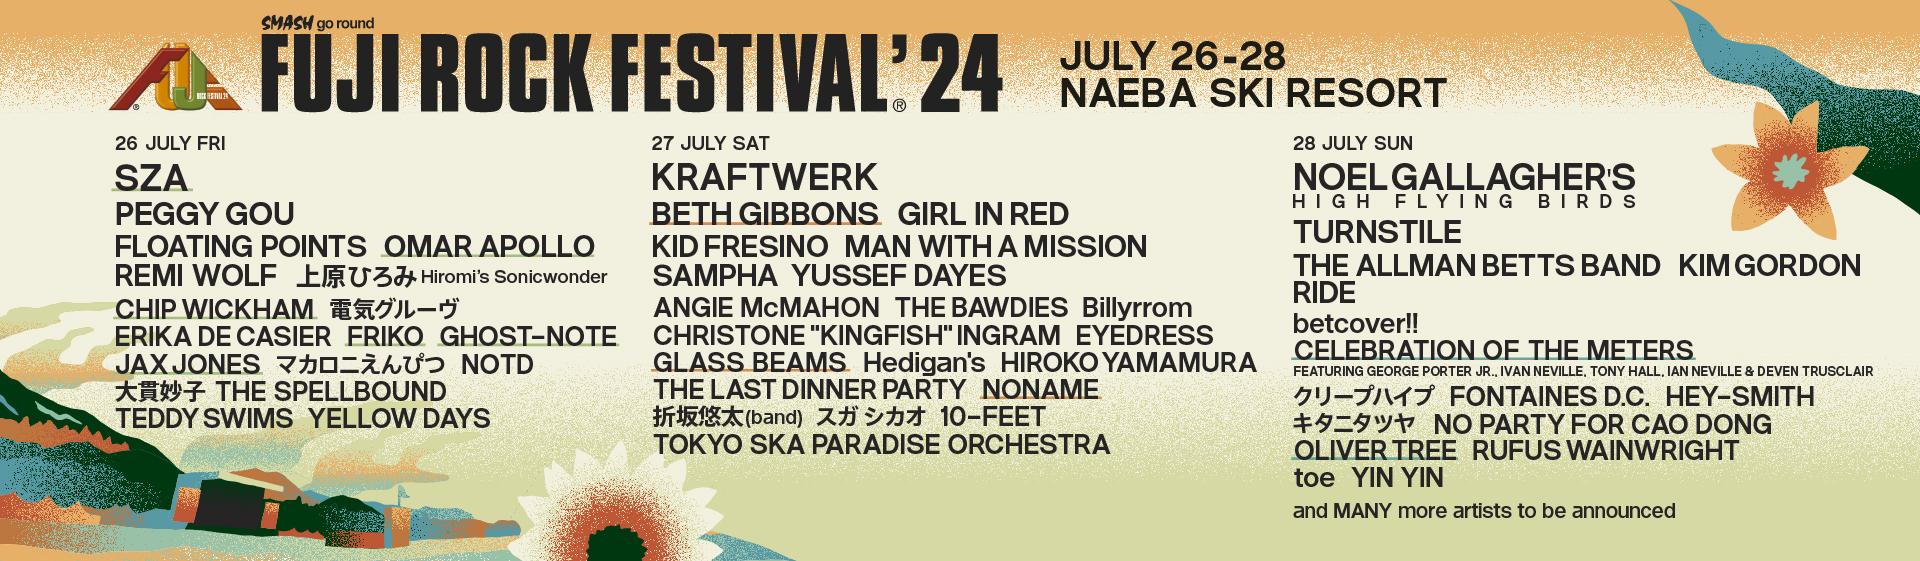 SMASH go round
FUJI ROCK FESTIVAL'24
®
®
ROCK FESTIVAL'24
JULY 26-28
NAEBA SKI RESORT
26 JULY FRI
SZA
PEGGY GOU
FLOATING POINTS OMAR APOLLO
REMI WOLF 上原ひろみ Hiromi's Sonicwonder
CHIP WICKHAM 電気グルーヴ
ERIKA DE CASIER FRIKO GHOST-NOTE
JAX JONES マカロニえんぴつ NOTD
大貫妙子 THE SPELLBOUND
TEDDY SWIMS YELLOW DAYS
27 JULY SAT
KRAFTWERK
BETH GIBBONS GIRL IN RED
KID FRESINO MAN WITH A MISSION
SAMPHA YUSSEF DAYES
ANGIE McMAHON THE BAWDIES Billyrrom
CHRISTONE "KINGFISH" INGRAM EYEDRESS
GLASS BEAMS Hedigan's HIROKO YAMAMURA
THE LAST DINNER PARTY NONAME
折坂悠太(band) スガ シカオ 10-FEET
TOKYO SKA PARADISE ORCHESTRA
28 JULY SUN
NOEL GALLAGHER'S
HIGH FLYING BIRDS
TURNSTILE
THE ALLMAN BETTS BAND KIM GORDON
RIDE
betcover!!
CELEBRATION OF THE METERS
FEATURING GEORGE PORTER JR., IVAN NEVILLE, TONY HALL, IAN NEVILLE & DEVEN TRUSCLAIR
クリープハイプ FONTAINES D.C. HEY-SMITH
キタニタツヤ NO PARTY FOR CAO DONG
OLIVER TREE RUFUS WAINWRIGHT
toe YIN YIN
and MANY more artists to be announced